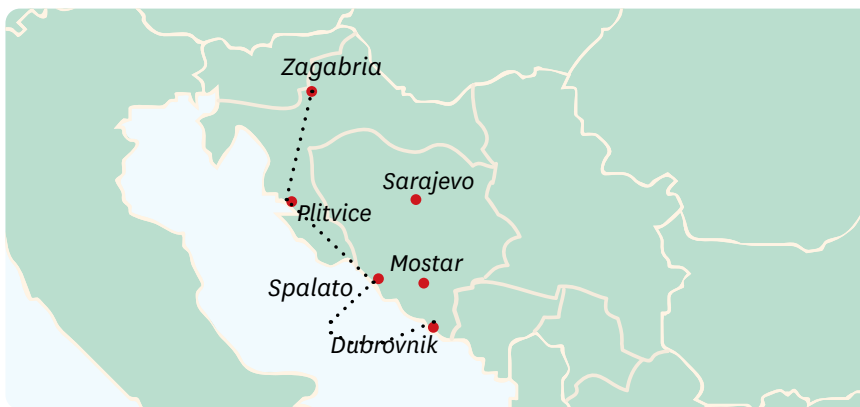 Zagabria
Sarajevo
Plitvice
Mostar
Spalato
Dubrovnik